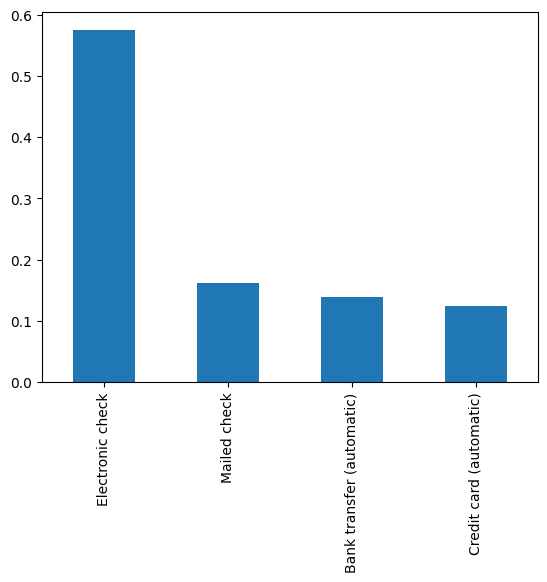 0.6
0.5
0.4
0.3
0.2
0.1
0.0
Electronic check
Mailed check
Bank transfer (automatic)
Credit card (automatic)